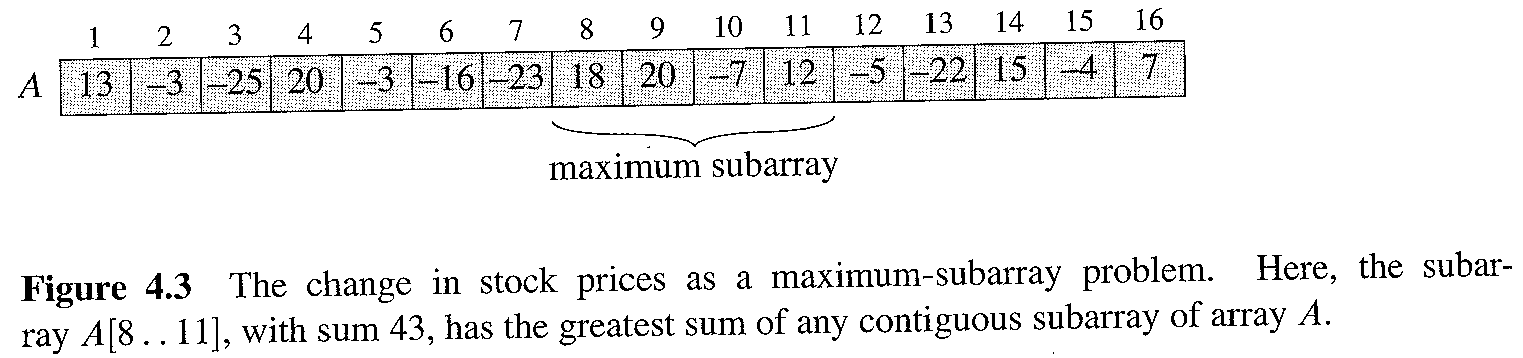 1 2 3 4 5 6 7 8 9 10 11 12 13 14 15 16
A 13 –3 –25 20 –3 –16 –23 18 20 –7 12 –5 –22 15 –4 7
maximum subarray
Figure 4.3 The change in stock prices as a maximum-subarray problem. Here, the subar-
ray A[8 . . 11], with sum 43, has the greatest sum of any contiguous subarray of array A.